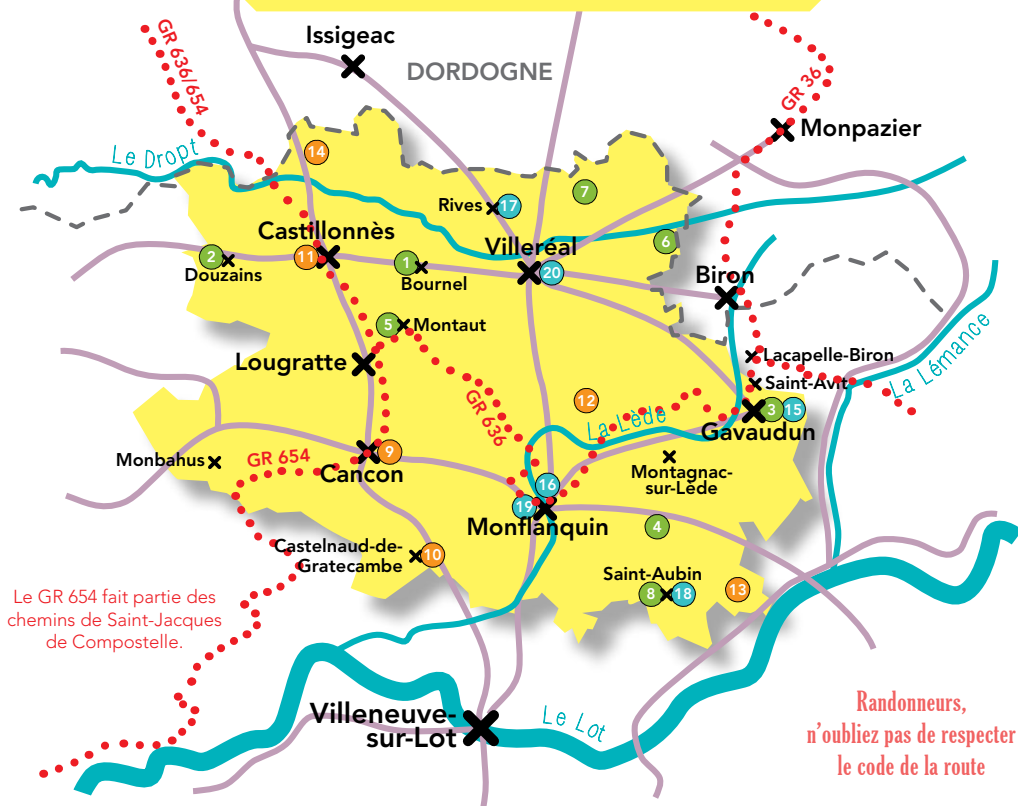 Issigeac
GR 636/654
DORDOGNE
GR 36
Monpazier
Le Dropt
14
7
Rives
17
Castillonnès
Villeréal
6
2
11
1
20
Douzains
Bournel
Biron
5
Montaut
Lougratte
Lacapelle-Biron
Saint-Avit
La Lémance
12
GR 636
La Lède
3
15
Gavaudun
Monbahus
GR 654
9
Cancon
Montagnac-
sur-Lède
16
19
Monflanquin
4
Castelnaud-de-
Gratecambe
10
Saint-Aubin
8
18
13
Le GR 654 fait partie des
chemins de Saint-Jacques
de Compostelle.
Villeneuve-
sur-Lot
Le Lot
Randonneurs,
n'oubliez pas de respecter
le code de la route